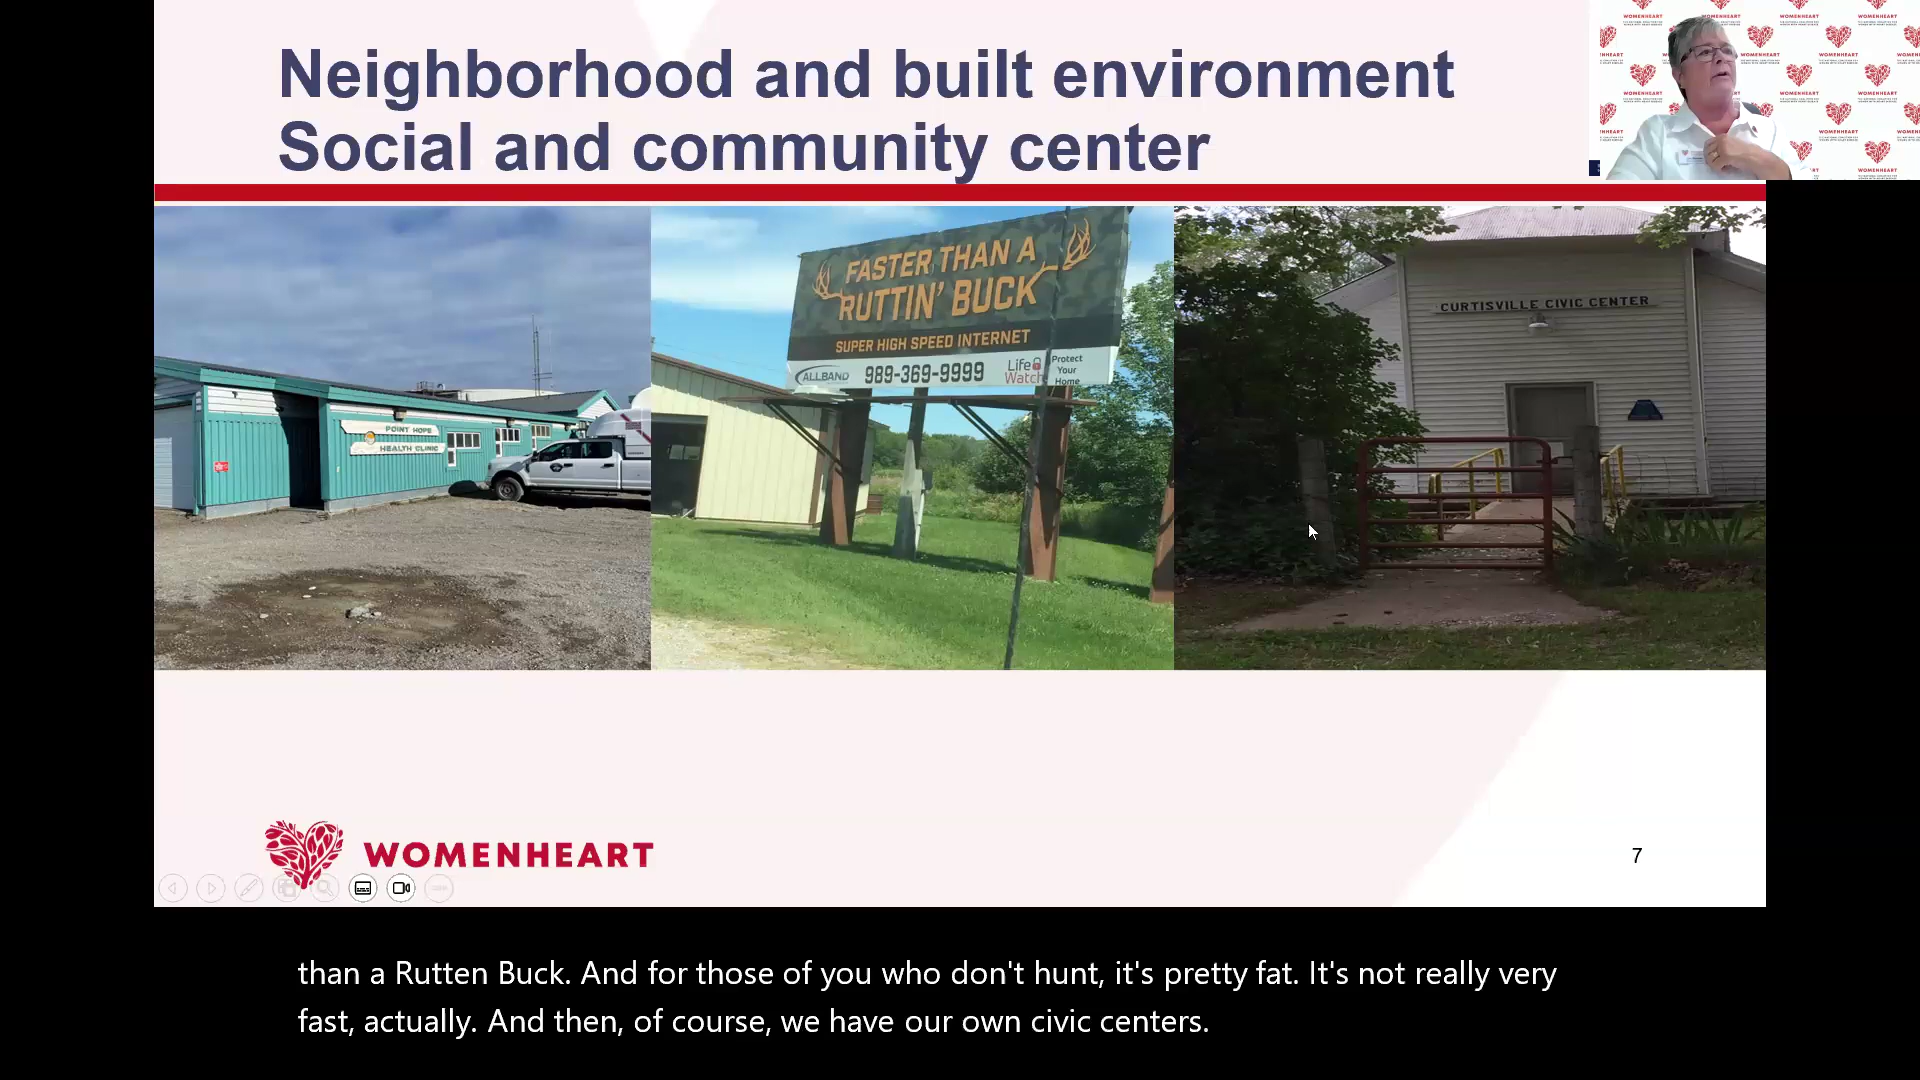 Neighborhood and built environment
Social and community center
WOMENHEART
POINT HOPE
HEALTH CLINIC
FASTER THAN A
RUTTIN' BUCK
SUPER HIGH SPEED INTERNET
ALLBAND
989-369-9999
Life
Watch
Protect
Your
Home
CURTISVILLE CIVIC CENTER
WOMENHEART
7
than a Rutten Buck. And for those of you who don't hunt, it's pretty fat. It's not really very
fast, actually. And then, of course, we have our own civic centers.